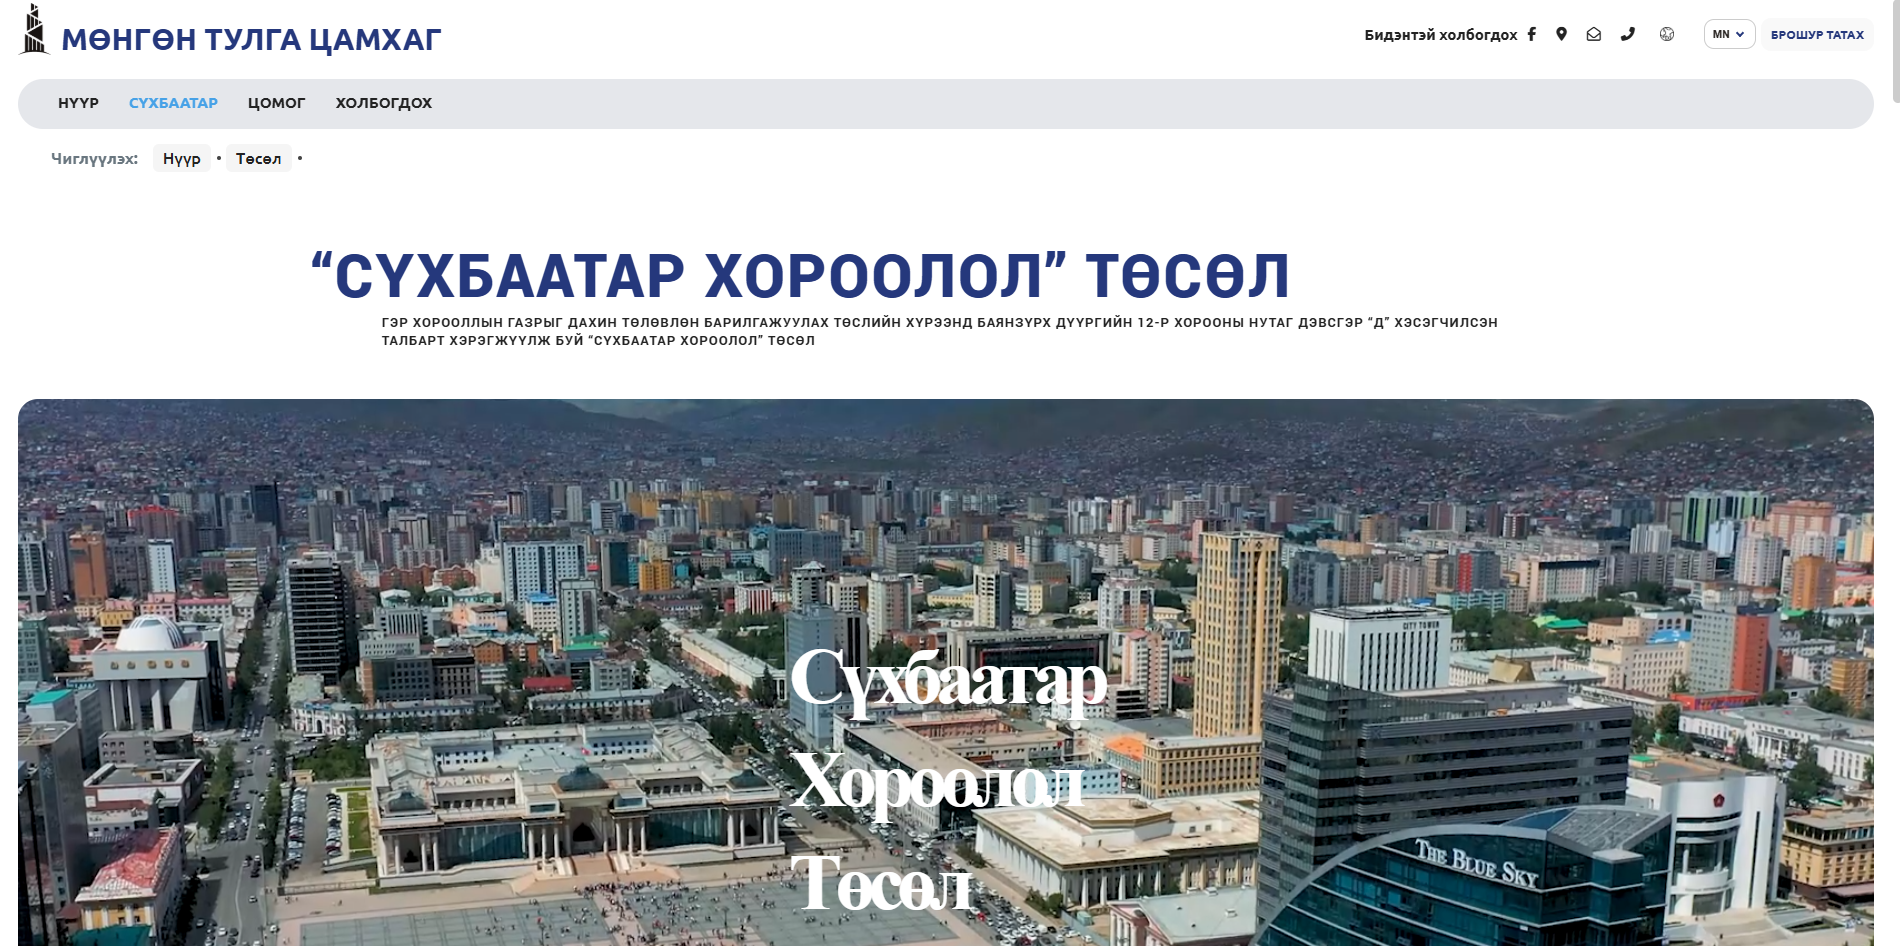 МӨНГӨН ТУЛГА ЦАМХАГ
Бидэнтэй холбогдох
MN
БРОШУР ТАТАХ
НҮҮР СҮХБААТАР ЦОМОГ ХОЛБОГДОХ
Чиглүүлэх: Нүүр • Төсөл •
“СҮХБААТАР ХОРООЛОЛ” ТӨСӨЛ
ГЭР ХОРООЛЛЫН ГАЗРЫГ ДАХИН ТӨЛӨВЛӨН БАРИЛГАЖУУЛАХ ТӨСЛИЙН ХҮРЭЭНД БАЯНЗҮРХ ДҮҮРГИЙН 12-Р ХОРООНЫ НУТАГ ДЭВСГЭР “Д” ХЭСЭГЧИЛСЭН
ТАЛБАРТ ХЭРЭГЖҮҮЛЖ БУЙ “СҮХБААТАР ХОРООЛОЛ” ТӨСӨЛ
CITY TOWER
Сүхбаатар
Хороолол
Төсөл
THE BLUE SKY